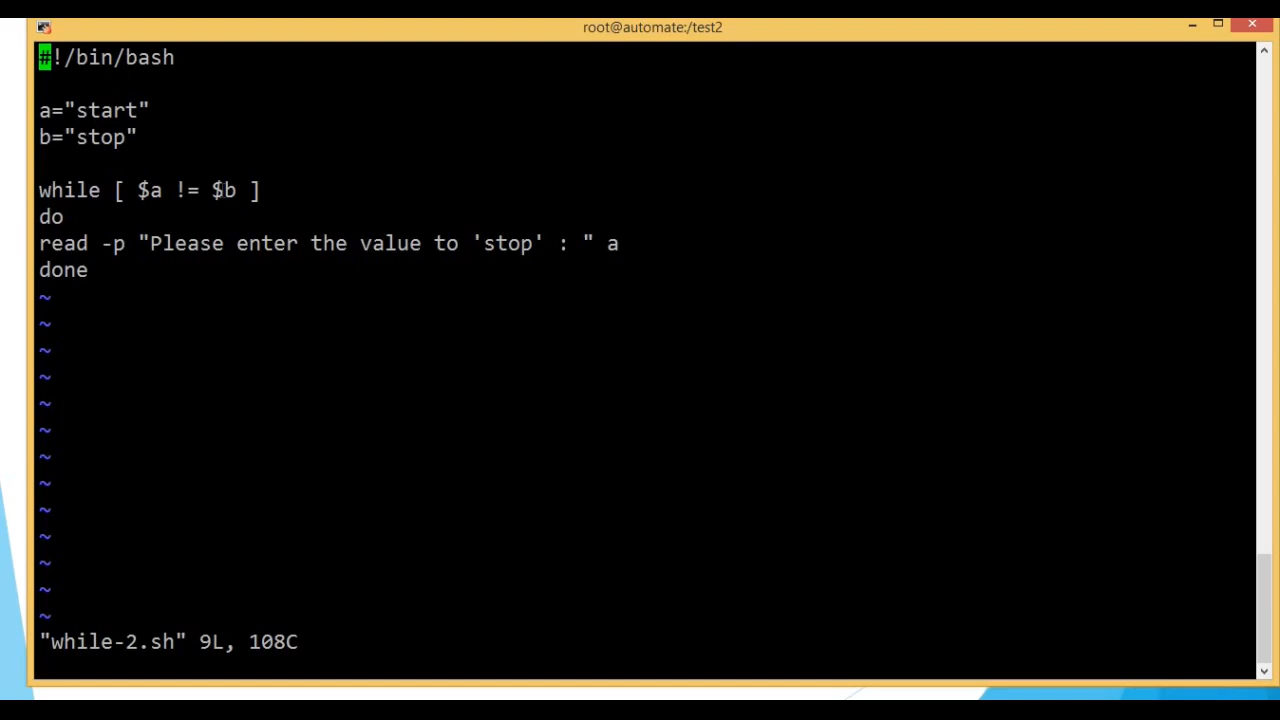 root@automate:/test2
#!/bin/bash
a="start"
b="stop"
while [ $a != $b ]
do
read -p "Please enter the value to 'stop' : " a
done
~
~
~
~
~
~
~
~
~
~
~
~
~
"while-2.sh" 9L, 108C